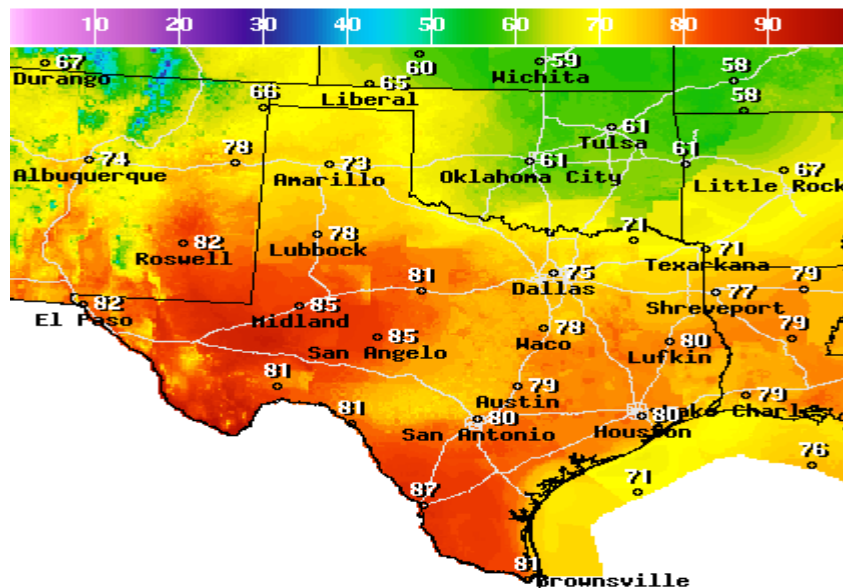 10 20 30 40 50 60 70 80 90
67 60 59 58
Durango Wichita
66 65 58
Liberal
61
Tulsa
74 78 73 61 61 67
Albuquerque Amarillo Oklahoma City Little Rock
82 78 71 71
Roswell Lubbock Texarkana
81 75 79
Dallas
82 85 77
El Paso Midland Shreveport
85 78 80 79
San Angelo Waco Lufkin
81 79 79
Austin Lake Charles
81 80 80
San Antonio Houston
76
87 71
81
Brownsville